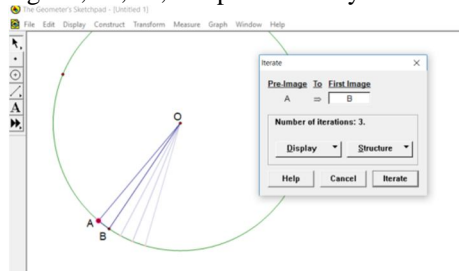 The Geometer's Sketchpad - [Untitled 1]
File Edit Display Construct Transform Measure Graph Window Help
O
A
B
A
Iterate
Pre-Image To First Image
A ⇒ B
Number of iterations: 3.
Display Structure
Help Cancel Iterate